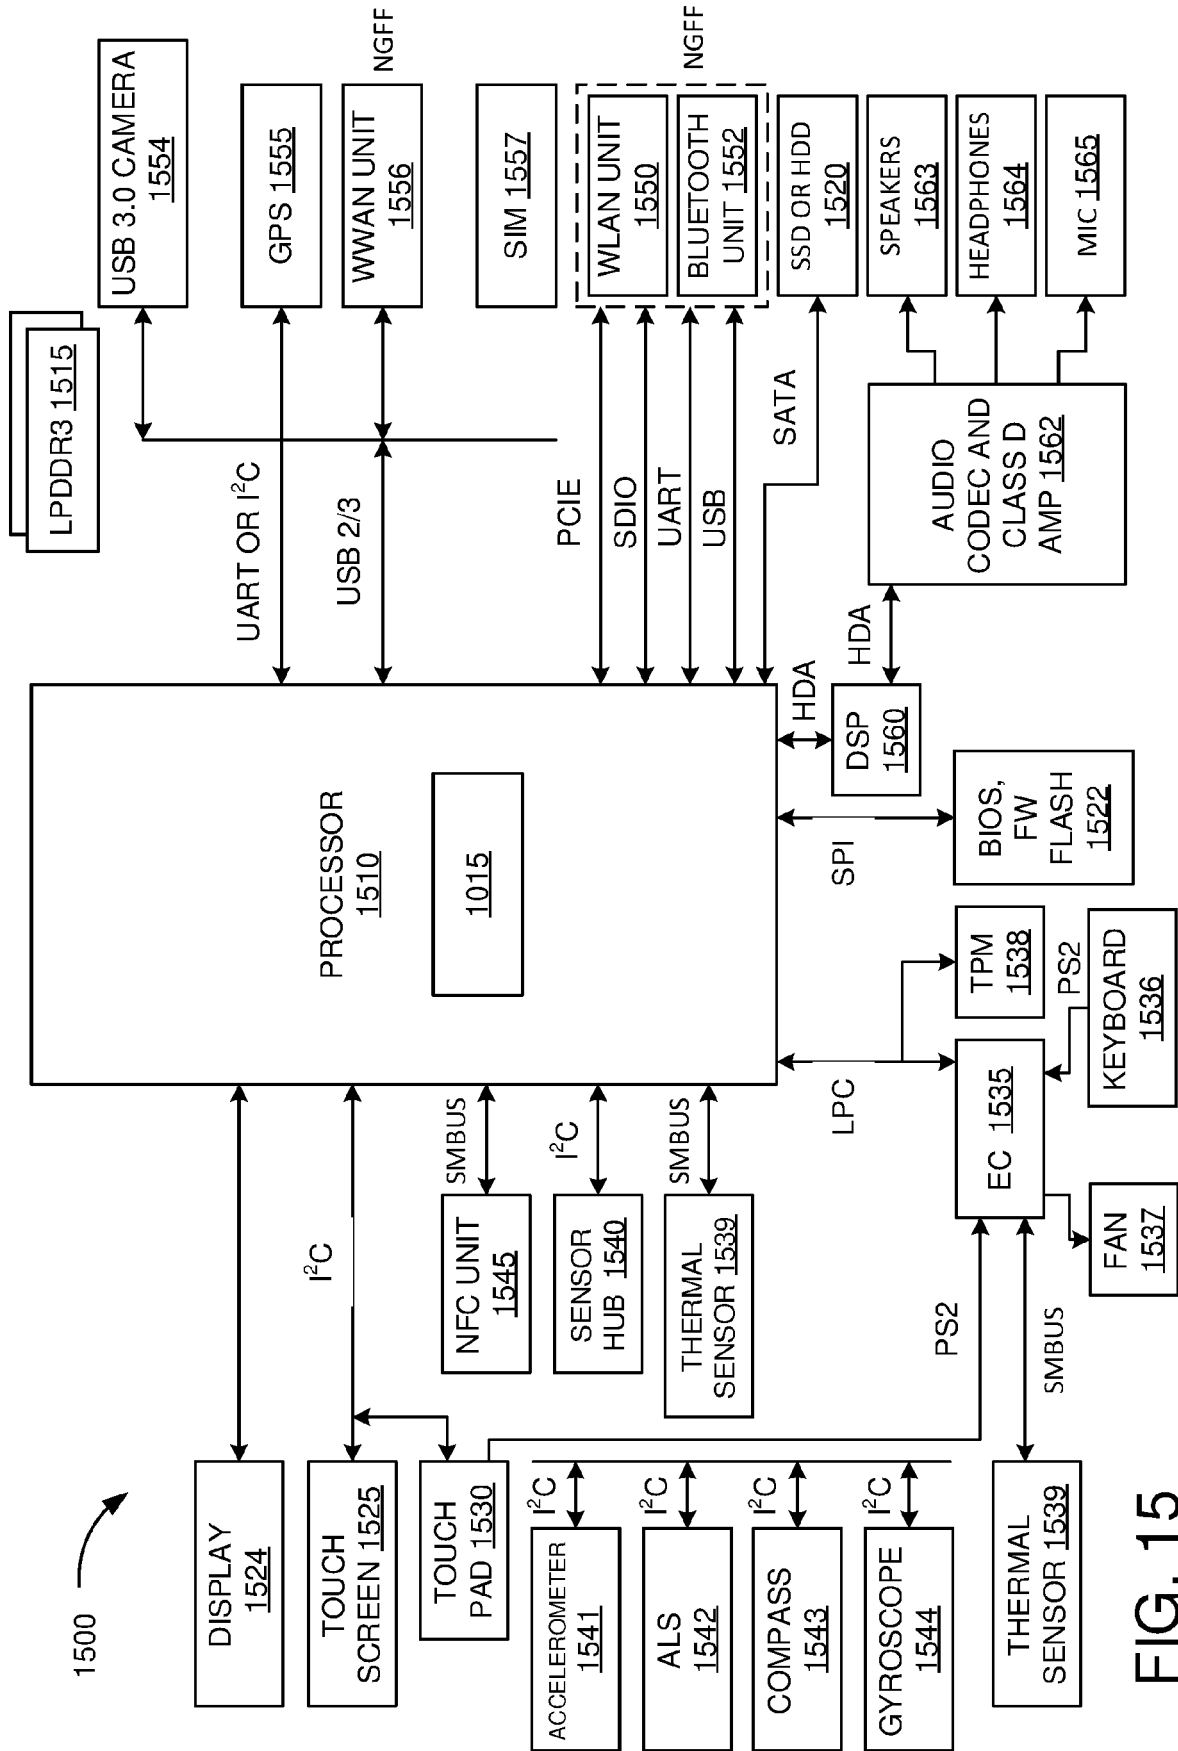 1500
LPDDR3 1515
USB 3.0 CAMERA
1554
GPS 1555
WWAN UNIT
1556
NGFF
SIM 1557
WLAN UNIT
1550
BLUETOOTH
UNIT 1552
NGFF
SSD OR HDD
1520
SPEAKERS
1563
HEADPHONES
1564
MIC 1565
UART OR I²C
USB 2/3
PCIE
SDIO
UART
USB
SATA
AUDIO
CODEC AND
CLASS D
AMP 1562
HDA
HDA
DSP
1560
PROCESSOR
1510
1015
SPI
BIOS,
FW
FLASH
1522
LPC
TPM
1538
EC 1535
PS2
KEYBOARD
1536
FAN
1537
DISPLAY
1524
TOUCH
SCREEN 1525
I²C
TOUCH
PAD 1530
NFC UNIT
1545
SMBUS
SENSOR
HUB 1540
I²C
THERMAL
SENSOR 1539
SMBUS
PS2
SMBUS
ACCELEROMETER
1541
I²C
ALS
1542
I²C
COMPASS
1543
I²C
GYROSCOPE
1544
I²C
THERMAL
SENSOR 1539
FIG. 15